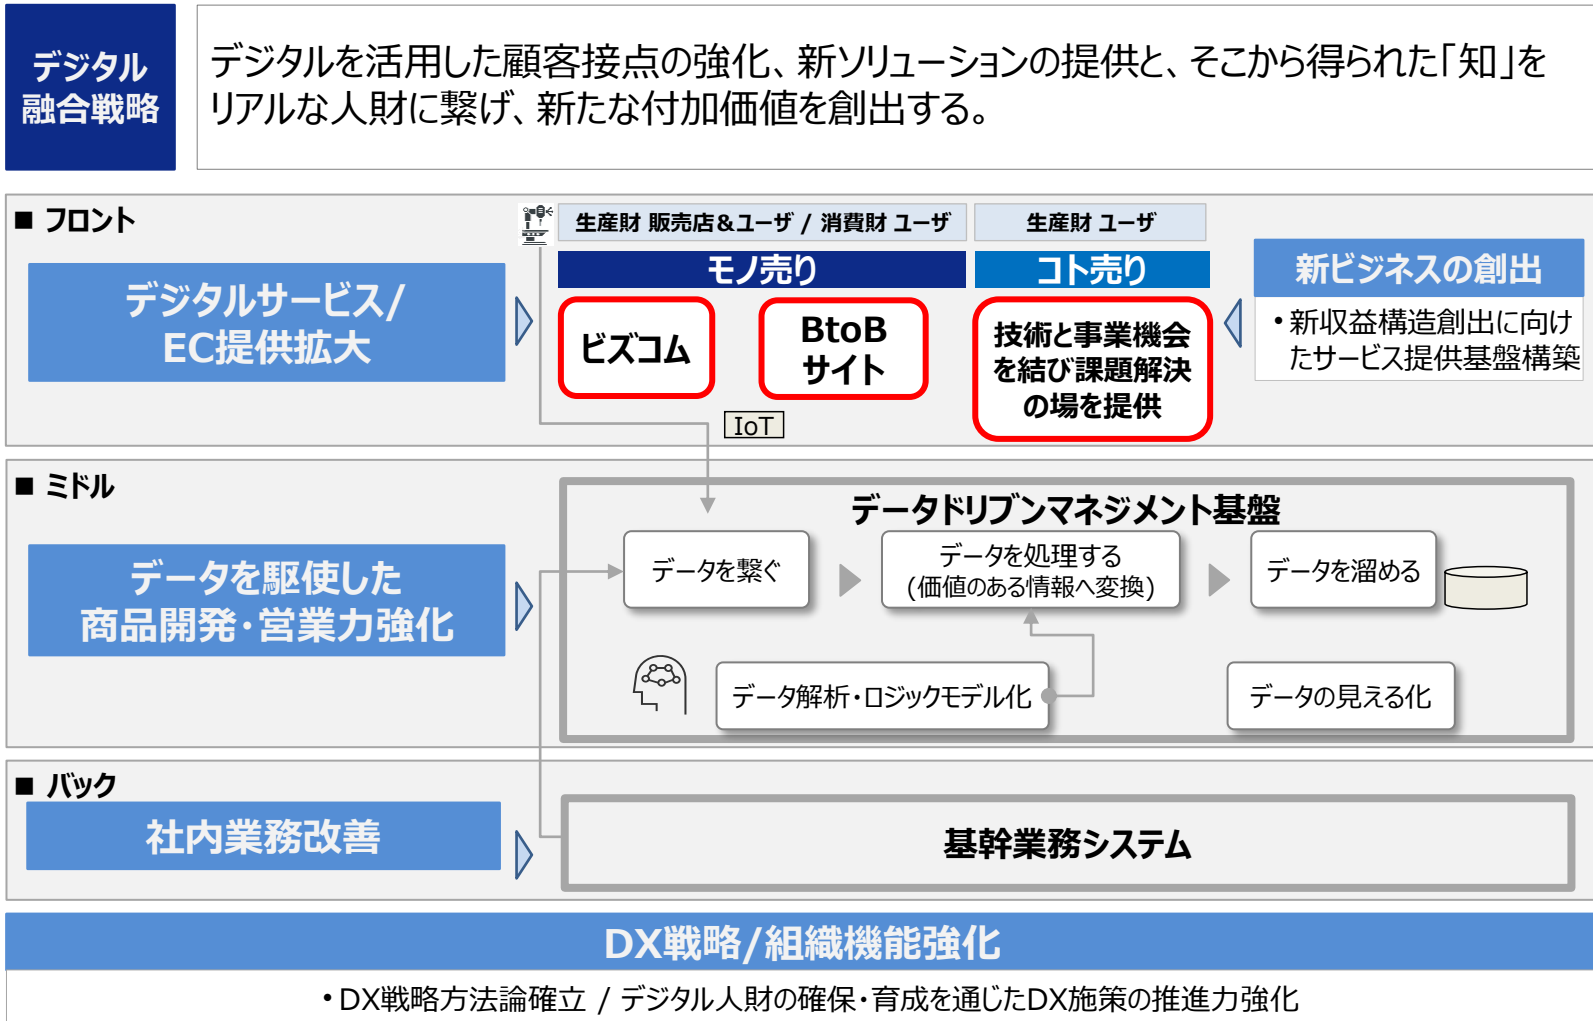 デジタル
融合戦略
デジタルを活用した顧客接点の強化、新ソリューションの提供と、そこから得られた「知」を
リアルな人財に繋げ、新たな付加価値を創出する。
■ フロント
デジタルサービス/
EC提供拡大
生産財 販売店&ユーザ / 消費財 ユーザ
モノ売り
ビズコム
BtoB
サイト
生産財 ユーザ
コト売り
技術と事業機会
を結び課題解決
の場を提供
新ビジネスの創出
・新収益構造創出に向け
たサービス提供基盤構築
IoT
■ ミドル
データを駆使した
商品開発・営業力強化
データドリブンマネジメント基盤
データを繋ぐ
データを処理する
(価値のある情報へ変換)
データを溜める
データ解析・ロジックモデル化
データの見える化
■ バック
社内業務改善
基幹業務システム
DX戦略/組織機能強化
・DX戦略方法論確立 / デジタル人財の確保・育成を通じたDX施策の推進力強化